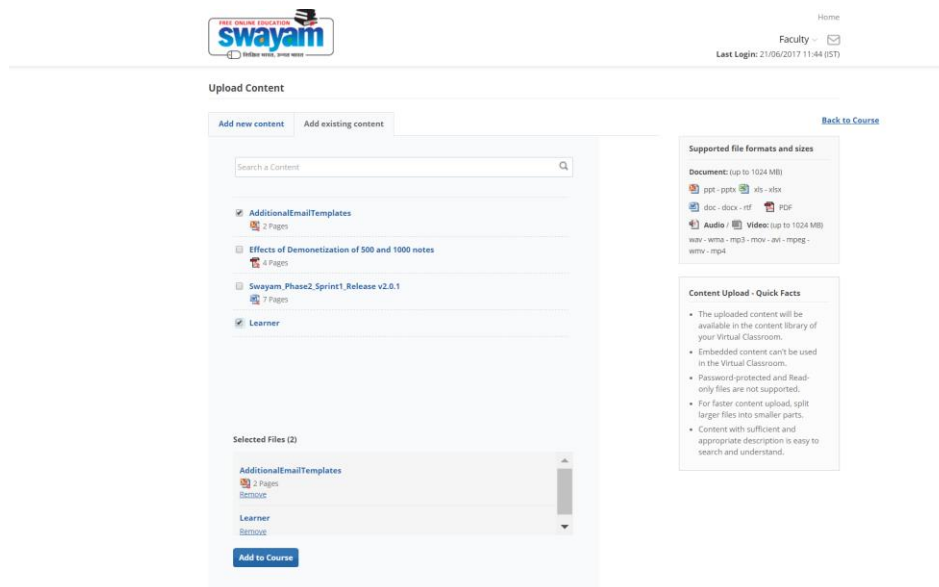 FREE ONLINE EDUCATION
swayam
शिक्षित भारत, उन्नत भारत
Home
Faculty
Last Login: 21/06/2017 11:44 (IST)
Upload Content
Add new content
Add existing content
Back to Course
Search a Content
AdditionalEmailTemplates
2 Pages
Effects of Demonetization of 500 and 1000 notes
4 Pages
Swayam_Phase2_Sprint1_Release v2.0.1
7 Pages
Learner
Selected Files (2)
AdditionalEmailTemplates
2 Pages
Remove
Learner
Remove
Add to Course
Supported file formats and sizes
Document: (up to 1024 MB)
ppt - pptx xls - xlsx
doc - docx - rtf PDF
Audio / Video: (up to 1024 MB)
wav - wma - mp3 - mov - avi - mpeg -
wmv - mp4
Content Upload - Quick Facts
• The uploaded content will be
available in the content library of
your Virtual Classroom.
• Embedded content can't be used
in the Virtual Classroom.
• Password-protected and Read-
only files are not supported.
• For faster content upload, split
larger files into smaller parts.
• Content with sufficient and
appropriate description is easy to
search and understand.